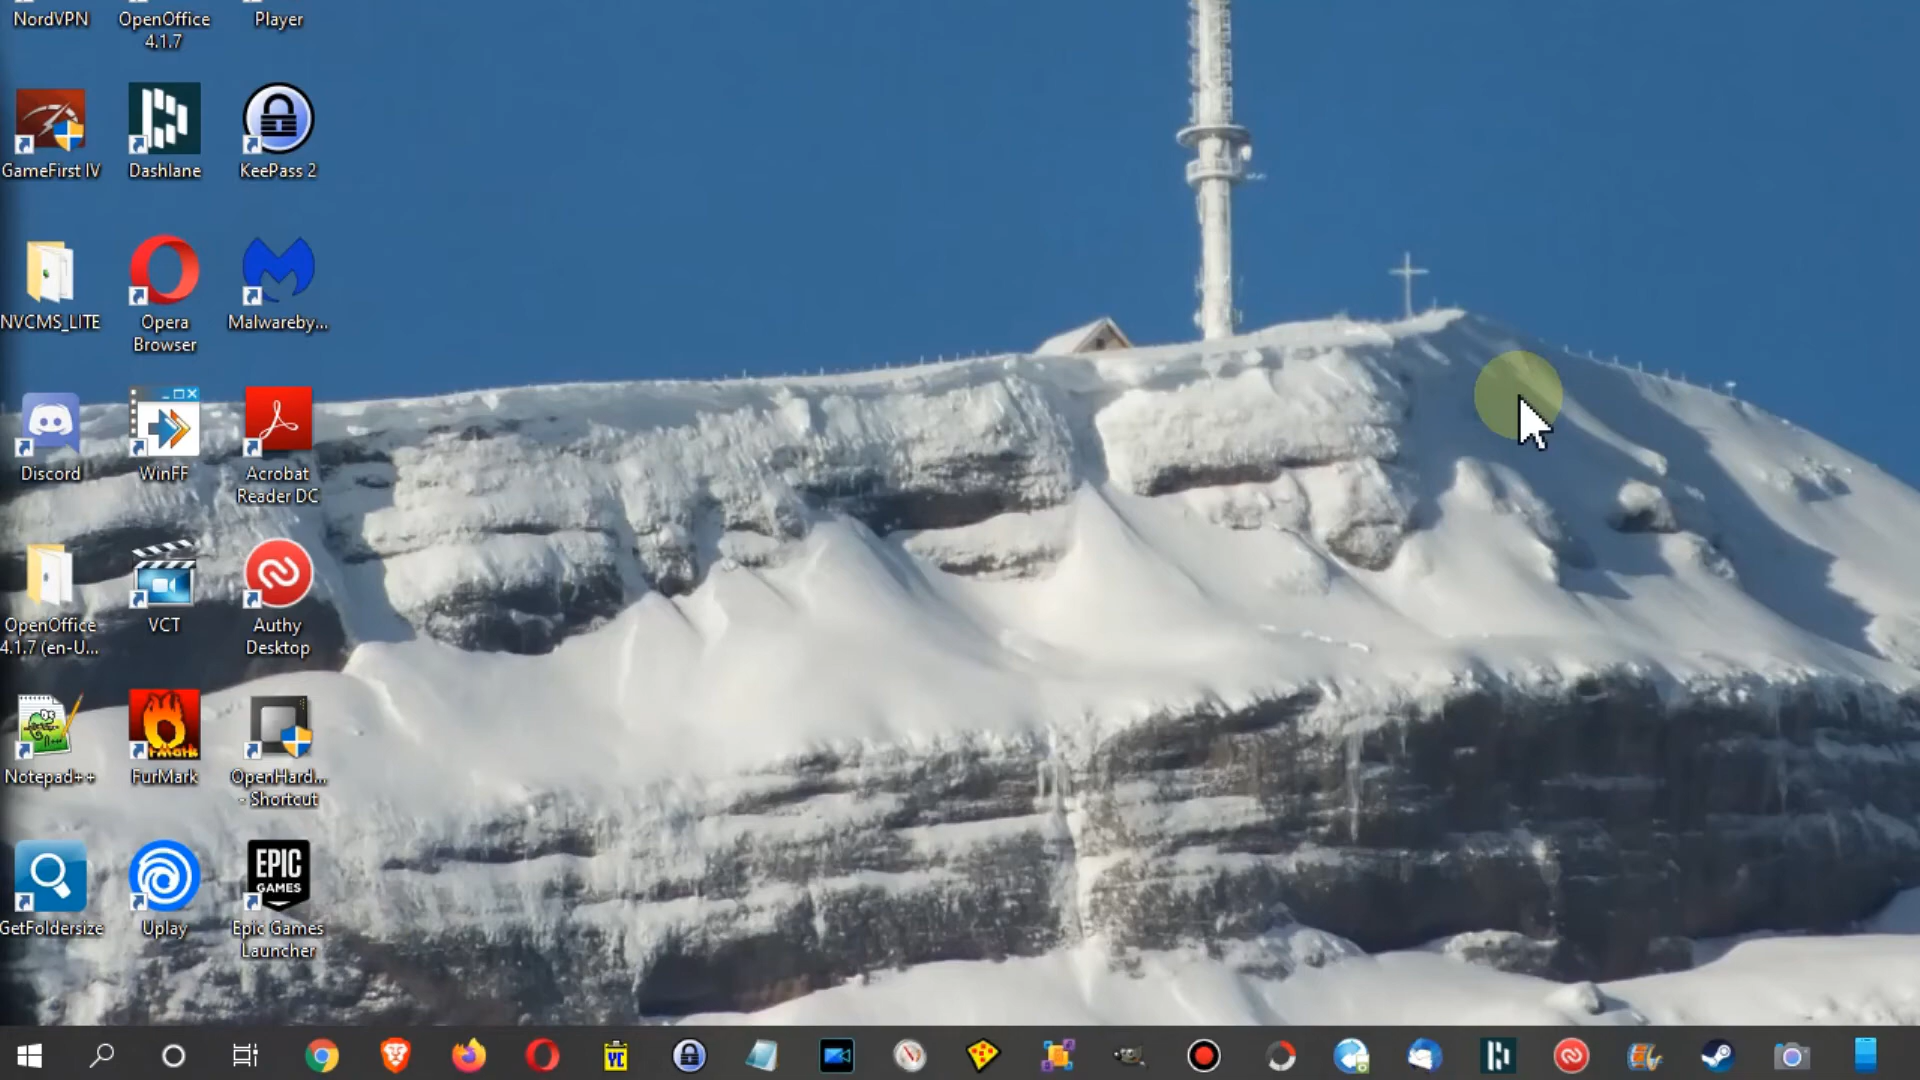 NordVPN
OpenOffice
4.1.7
Player
GameFirst IV
Dashlane
KeePass 2
NVCMS_LITE
Opera
Browser
Malwareby...
Discord
WinFF
Acrobat
Reader DC
OpenOffice
4.1.7 (en-U...
VCT
Authy
Desktop
Notepad++
FurMark
OpenHard...
- Shortcut
EPIC
GAMES
GetFoldersize
Uplay
Epic Games
Launcher
YC